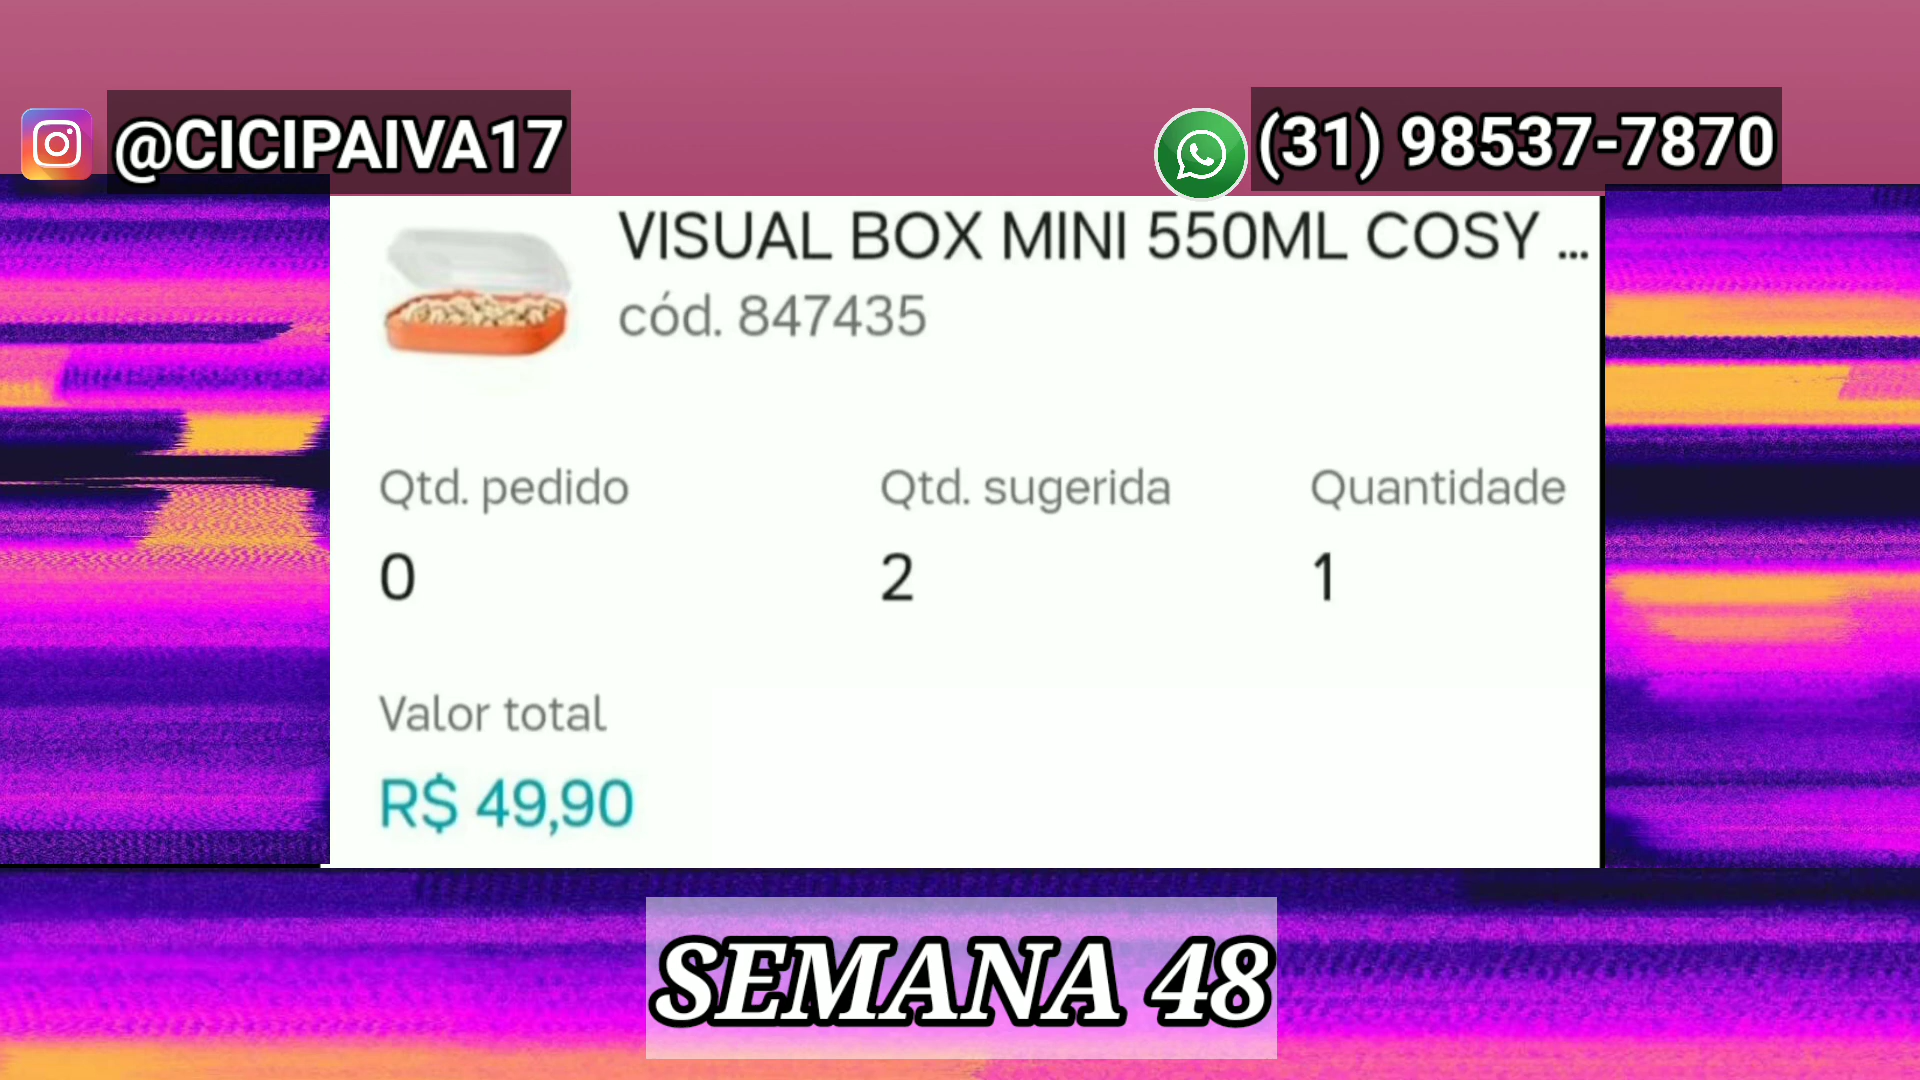 @CICIPAIVA17
(31) 98537-7870
VISUAL BOX MINI 550ML COSY ...
cód. 847435
Qtd. pedido Qtd. sugerida Quantidade
0 2 1
Valor total
R$ 49,90
SEMANA 48